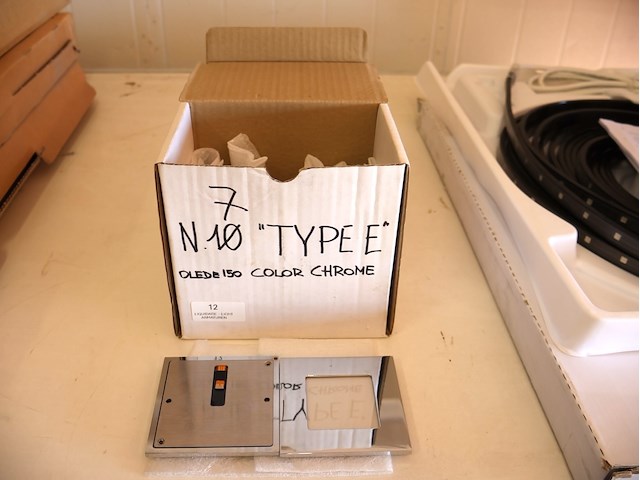 7
N.10 "TYPE E"
OLEDE 150 COLOR CHROME
12